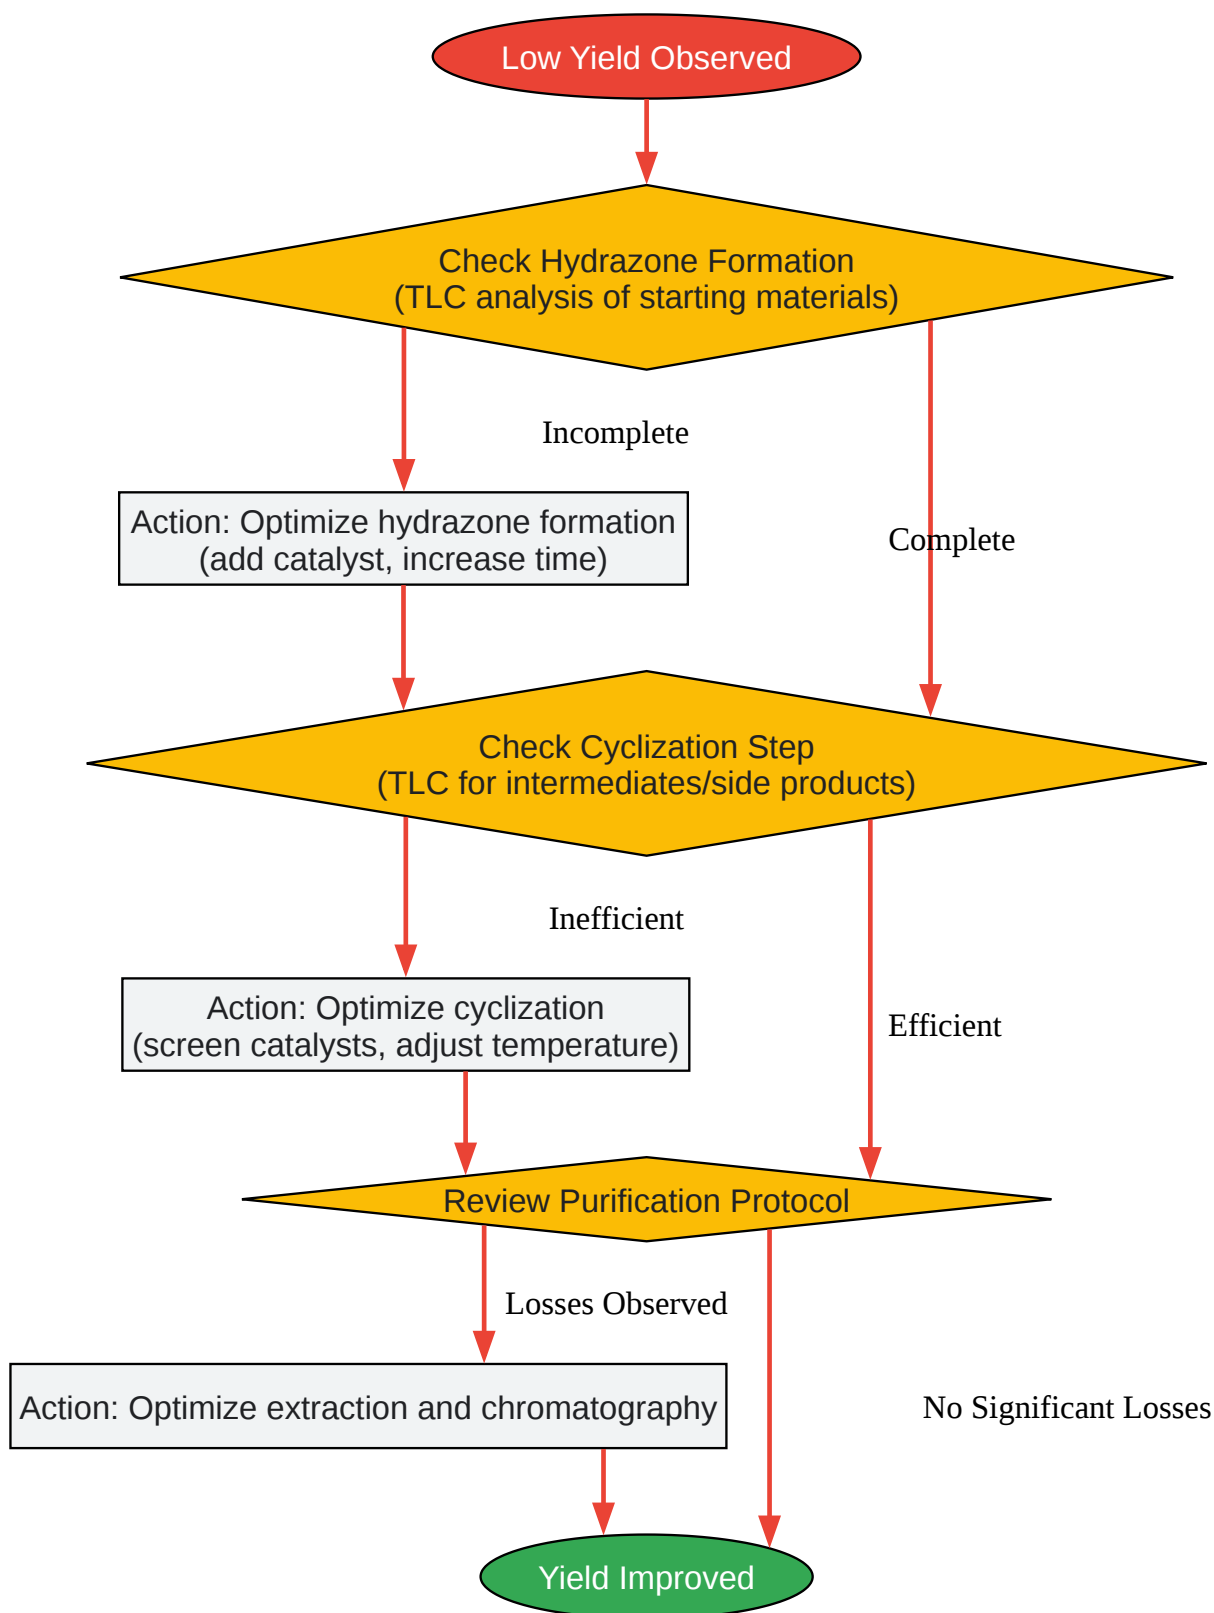 Low Yield Observed
Check Hydrazone Formation
(TLC analysis of starting materials)
Incomplete
Action: Optimize hydrazone formation
(add catalyst, increase time)
Complete
Check Cyclization Step
(TLC for intermediates/side products)
Inefficient
Action: Optimize cyclization
(screen catalysts, adjust temperature)
Efficient
Review Purification Protocol
Losses Observed
Action: Optimize extraction and chromatography
No Significant Losses
Yield Improved